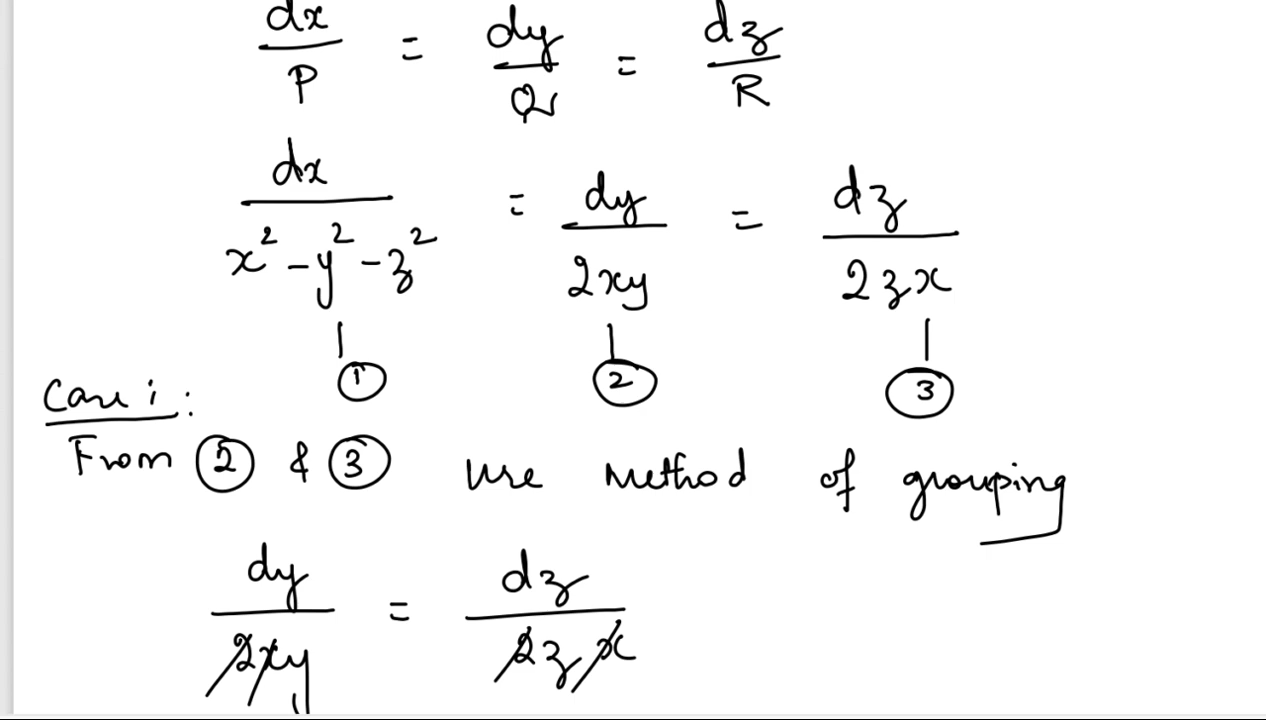 dx/P = dy/Q = dz/R
dx/(x² - y² - z²) = dy/2xy = dz/2zx
① ② ③
Case i:
From ② & ③ use method of grouping
dy/2xy = dz/2zx